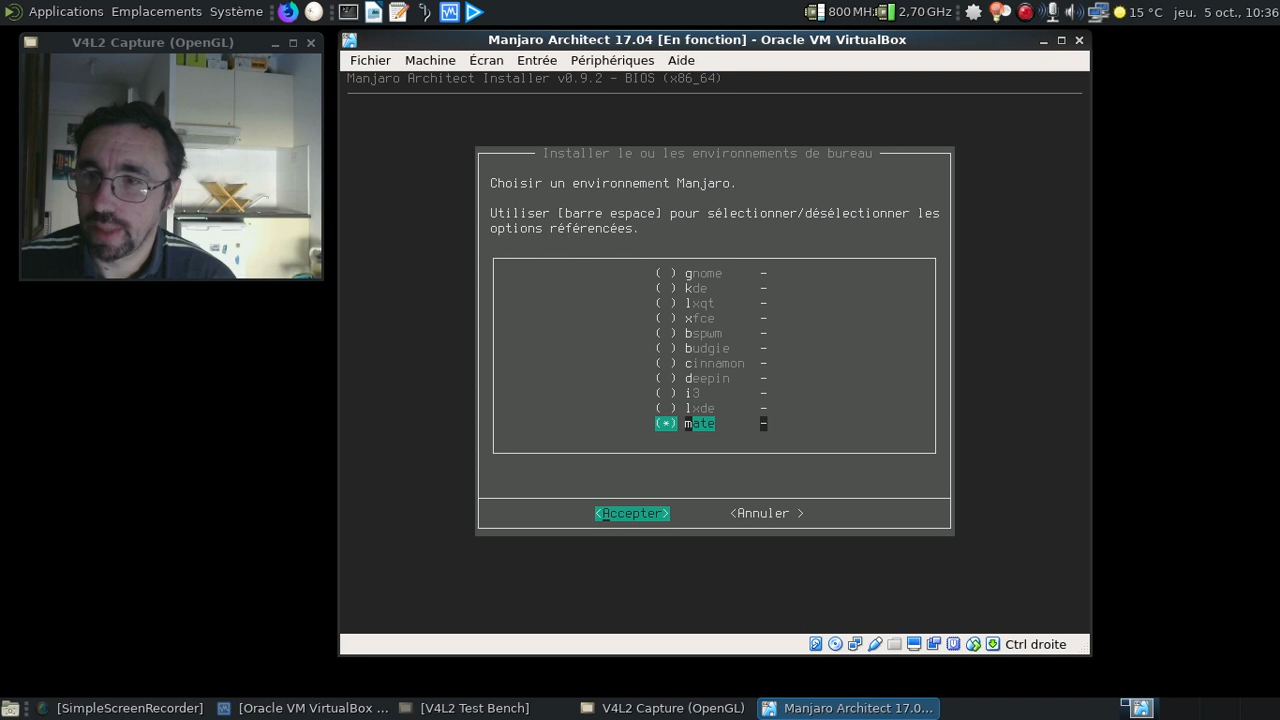 Applications Emplacements Système
800 MH: 2,70 GHz 15 °C jeu. 5 oct., 10:36
V4L2 Capture (OpenGL)
Manjaro Architect 17.04 [En fonction] - Oracle VM VirtualBox
Fichier Machine Écran Entrée Périphériques Aide
Manjaro Architect Installer v0.9.2 - BIOS (x86_64)
Installer le ou les environnements de bureau
Choisir un environnement Manjaro.
Utiliser [barre espace] pour sélectionner/désélectionner les
options référencées.
( ) gnome -
( ) kde -
( ) lxqt -
( ) xfce -
( ) bspwm -
( ) budgie -
( ) cinnamon -
( ) deepin -
( ) i3 -
( ) lxde -
(*) mate -
<Accepter> <Annuler >
Ctrl droite
[SimpleScreenRecorder] [Oracle VM VirtualBox ... [V4L2 Test Bench] V4L2 Capture (OpenGL) Manjaro Architect 17.0...